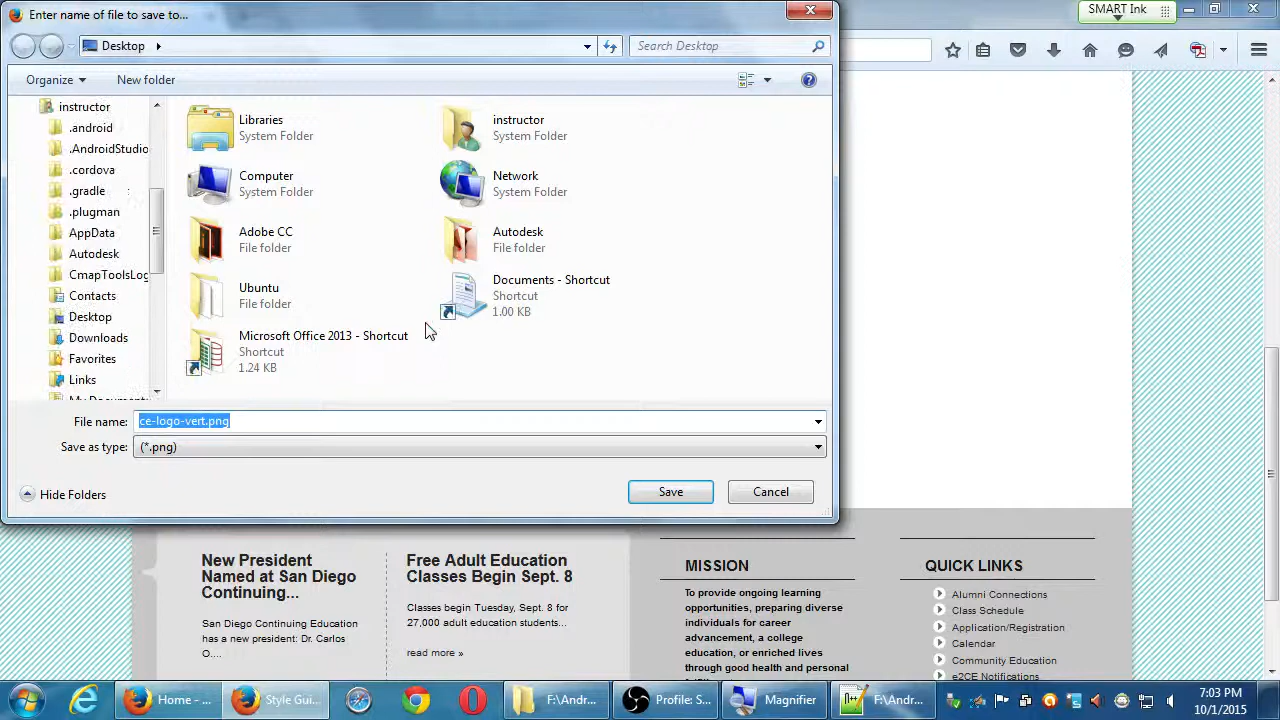 Enter name of file to save to...
SMART Ink
Desktop
Search Desktop
Organize
New folder
instructor
.android
.AndroidStudio
.cordova
.gradle
.plugman
AppData
Autodesk
CmapToolsLog
Contacts
Desktop
Downloads
Favorites
Links
Libraries
System Folder
instructor
System Folder
Computer
System Folder
Network
System Folder
Adobe CC
File folder
Autodesk
File folder
Ubuntu
File folder
Documents - Shortcut
Shortcut
1.00 KB
Microsoft Office 2013 - Shortcut
Shortcut
1.24 KB
File name: ce-logo-vert.png
Save as type: (*.png)
Hide Folders
Save
Cancel
New President
Named at San Diego
Continuing...
San Diego Continuing Education
has a new president: Dr. Carlos
O....
Free Adult Education
Classes Begin Sept. 8
Classes begin Tuesday, Sept. 8 for
27,000 adult education students...
read more »
MISSION
To provide ongoing learning
opportunities, preparing diverse
individuals for career
advancement, a college
education, or enriched lives
through good health and personal
QUICK LINKS
Alumni Connections
Class Schedule
Application/Registration
Calendar
Community Education
e2CE Notifications
Home - ...
Style Gui...
F:\Andr...
Profile: S...
Magnifier
F:\Andr...
7:03 PM
10/1/2015